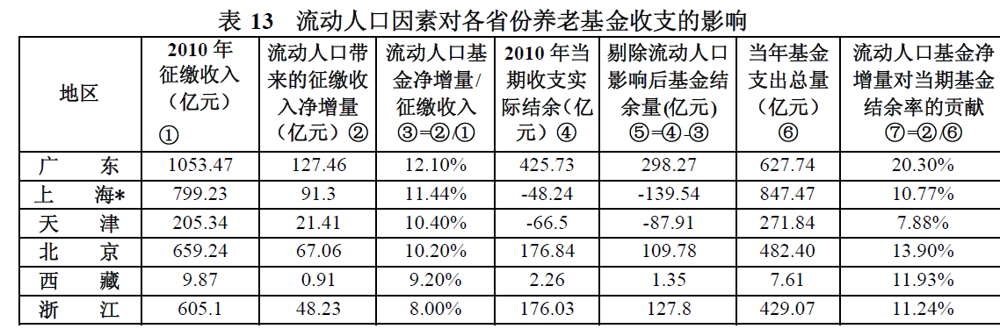 表 13 流动人口因素对各省份养老基金收支的影响
地区 2010 年征缴收入（亿元）① 流动人口带来的征缴收入净增量（亿元）② 流动人口基金净增量/征缴收入③=②/① 2010 年当期收支实际结余（亿元）④ 剔除流动人口影响后基金结余量(亿元)⑤=④-③ 当年基金支出总量（亿元）⑥ 流动人口基金净增量对当期基金结余率的贡献⑦=②/⑥
广 东 1053.47 127.46 12.10% 425.73 298.27 627.74 20.30%
上 海* 799.23 91.3 11.44% -48.24 -139.54 847.47 10.77%
天 津 205.34 21.41 10.40% -66.5 -87.91 271.84 7.88%
北 京 659.24 67.06 10.20% 176.84 109.78 482.40 13.90%
西 藏 9.87 0.91 9.20% 2.26 1.35 7.61 11.93%
浙 江 605.1 48.23 8.00% 176.03 127.8 429.07 11.24%